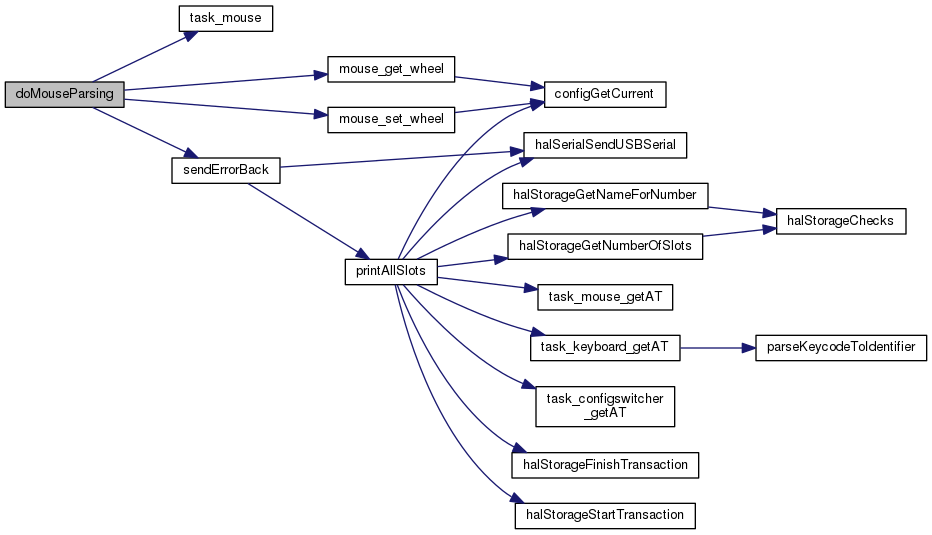 task_mouse
mouse_get_wheel
doMouseParsing
configGetCurrent
mouse_set_wheel
halSerialSendUSBSerial
sendErrorBack
halStorageGetNameForNumber
halStorageChecks
halStorageGetNumberOfSlots
printAllSlots
task_mouse_getAT
task_keyboard_getAT
parseKeycodeToIdentifier
task_configswitcher
_getAT
halStorageFinishTransaction
halStorageStartTransaction